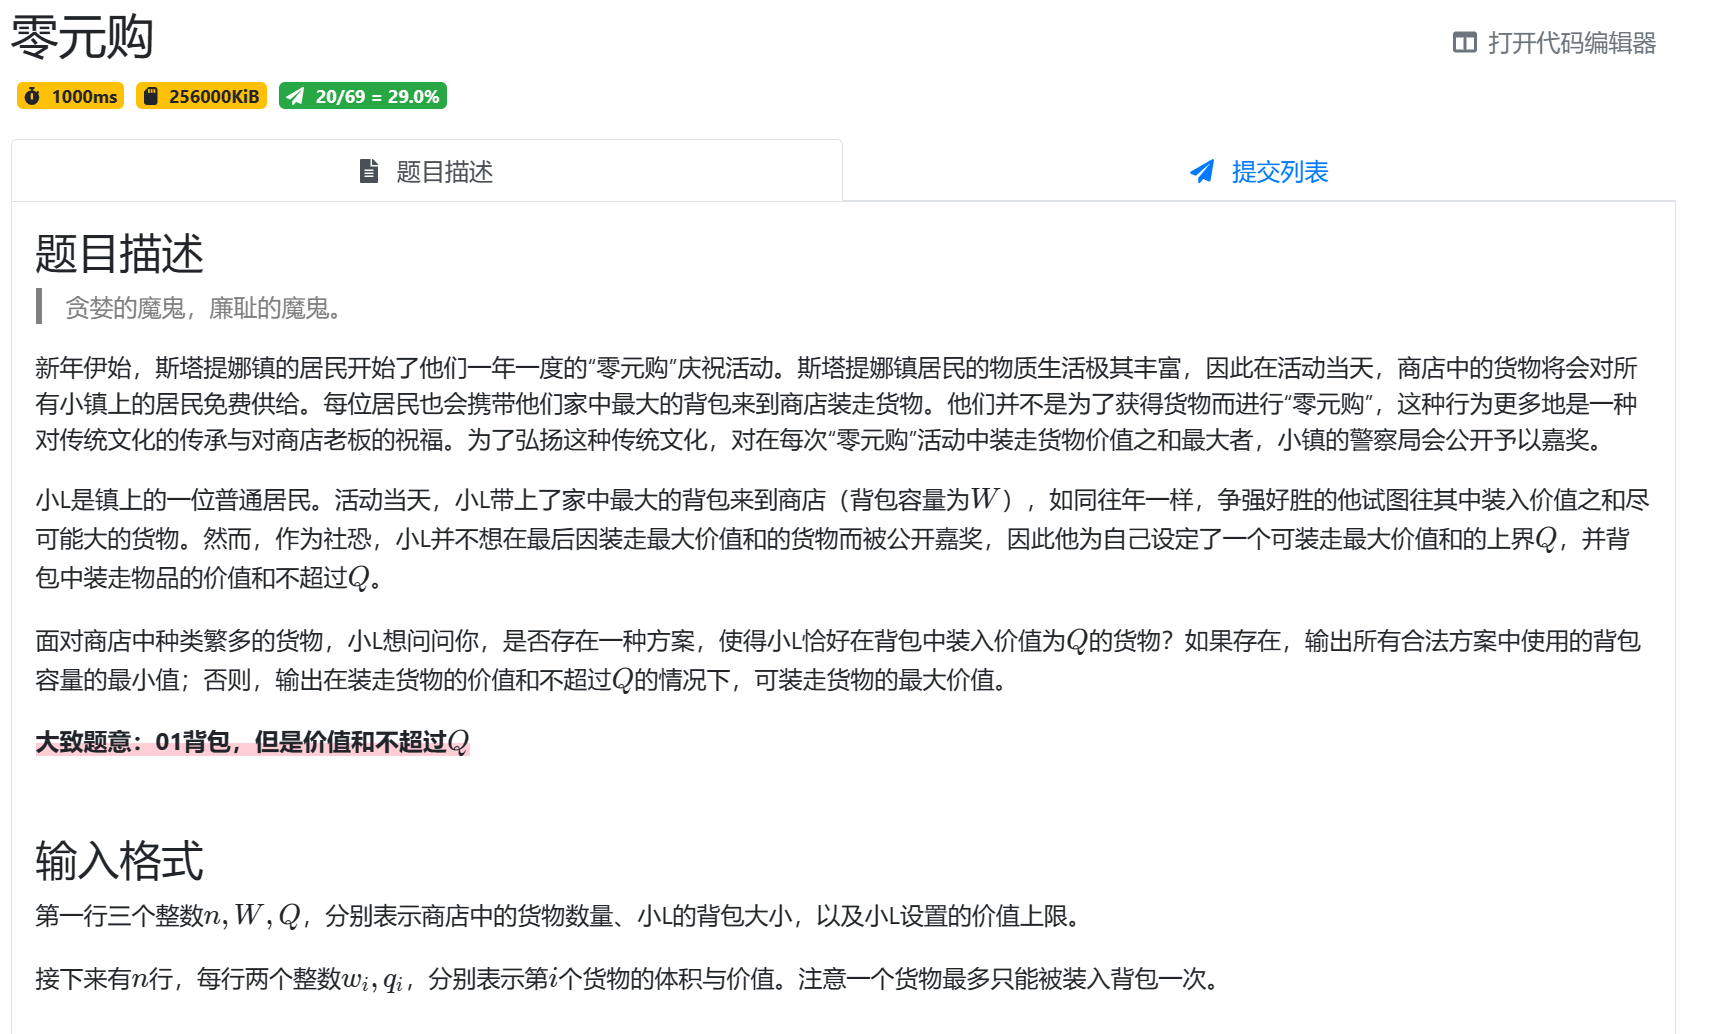 零元购
打开代码编辑器
1000ms 256000KiB 20/69 = 29.0%
题目描述
提交列表
题目描述
贪婪的魔鬼，廉耻的魔鬼。
新年伊始，斯塔提娜镇的居民开始了他们一年一度的“零元购”庆祝活动。斯塔提娜镇居民的物质生活极其丰富，因此在活动当天，商店中的货物将会对所
有小镇上的居民免费供给。每位居民也会携带他们家中最大的背包来到商店装走货物。他们并不是为了获得货物而进行“零元购”，这种行为更多地是一种
对传统文化的传承与对商店老板的祝福。为了弘扬这种传统文化，对在每次“零元购”活动中装走货物价值之和最大者，小镇的警察局会公开予以嘉奖。
小L是镇上的一位普通居民。活动当天，小L带上了家中最大的背包来到商店（背包容量为W），如同往年一样，争强好胜的他试图往其中装入价值之和尽
可能大的货物。然而，作为社恐，小L并不想在最后因装走最大价值和的货物而被公开嘉奖，因此他为自己设定了一个可装走最大价值和的上界Q，并背
包中装走物品的价值和不超过Q。
面对商店中种类繁多的货物，小L想问问你，是否存在一种方案，使得小L恰好在背包中装入价值为Q的货物？如果存在，输出所有合法方案中使用的背包
容量的最小值；否则，输出在装走货物的价值和不超过Q的情况下，可装走货物的最大价值。
大致题意：01背包，但是价值和不超过Q
输入格式
第一行三个整数n, W, Q，分别表示商店中的货物数量、小L的背包大小，以及小L设置的价值上限。
接下来有n行，每行两个整数wᵢ, qᵢ，分别表示第i个货物的体积与价值。注意一个货物最多只能被装入背包一次。